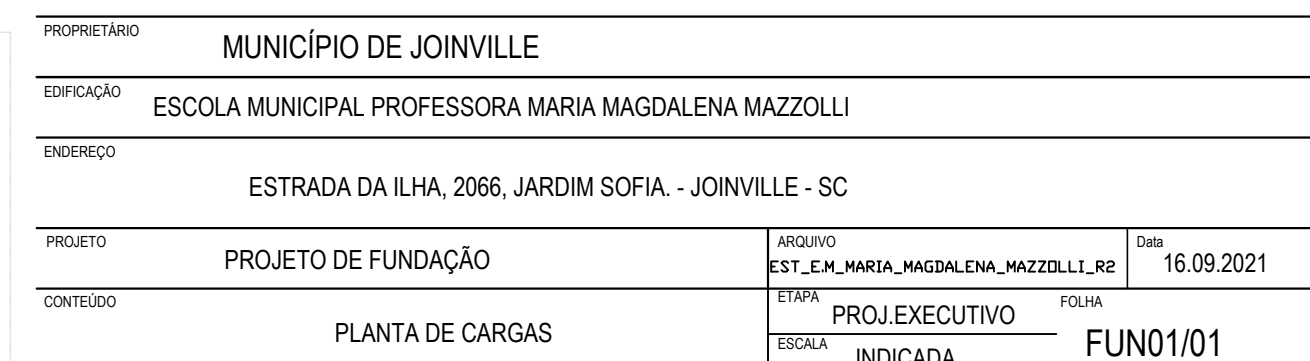 PROPRIETÁRIO
MUNICÍPIO DE JOINVILLE
EDIFICAÇÃO
ESCOLA MUNICIPAL PROFESSORA MARIA MAGDALENA MAZZOLLI
ENDEREÇO
ESTRADA DA ILHA, 2066, JARDIM SOFIA. - JOINVILLE - SC
PROJETO
PROJETO DE FUNDAÇÃO
ARQUIVO
EST_E.M_MARIA_MAGDALENA_MAZZOLLI_R2
Data
16.09.2021
CONTEÚDO
PLANTA DE CARGAS
ETAPA
PROJ.EXECUTIVO
FOLHA
FUN01/01
ESCALA
INDICADA